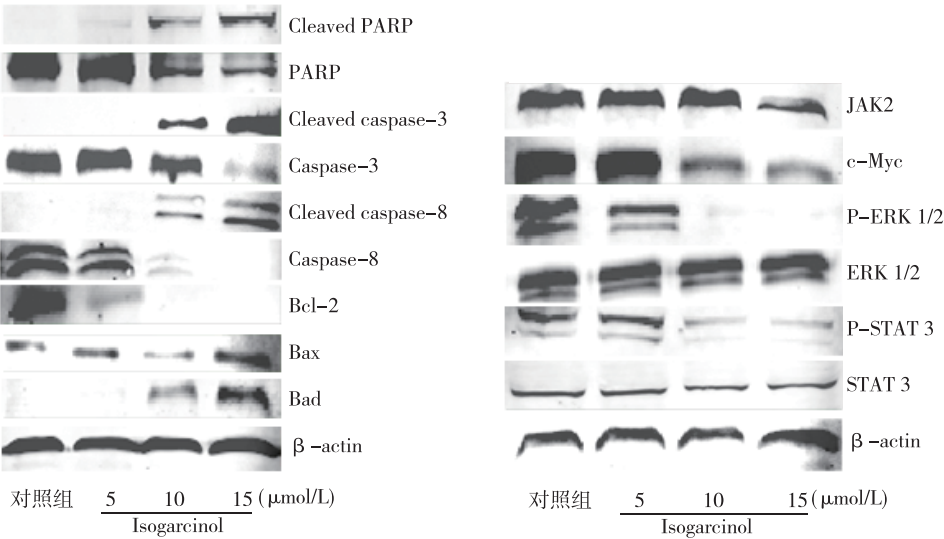 Cleaved PARP
PARP
Cleaved caspase-3
Caspase-3
Cleaved caspase-8
Caspase-8
Bcl-2
Bax
Bad
β-actin
对照组 5 10 15 (μmol/L)
Isogarcinol
JAK2
c-Myc
P-ERK 1/2
ERK 1/2
P-STAT 3
STAT 3
β-actin
对照组 5 10 15 (μmol/L)
Isogarcinol